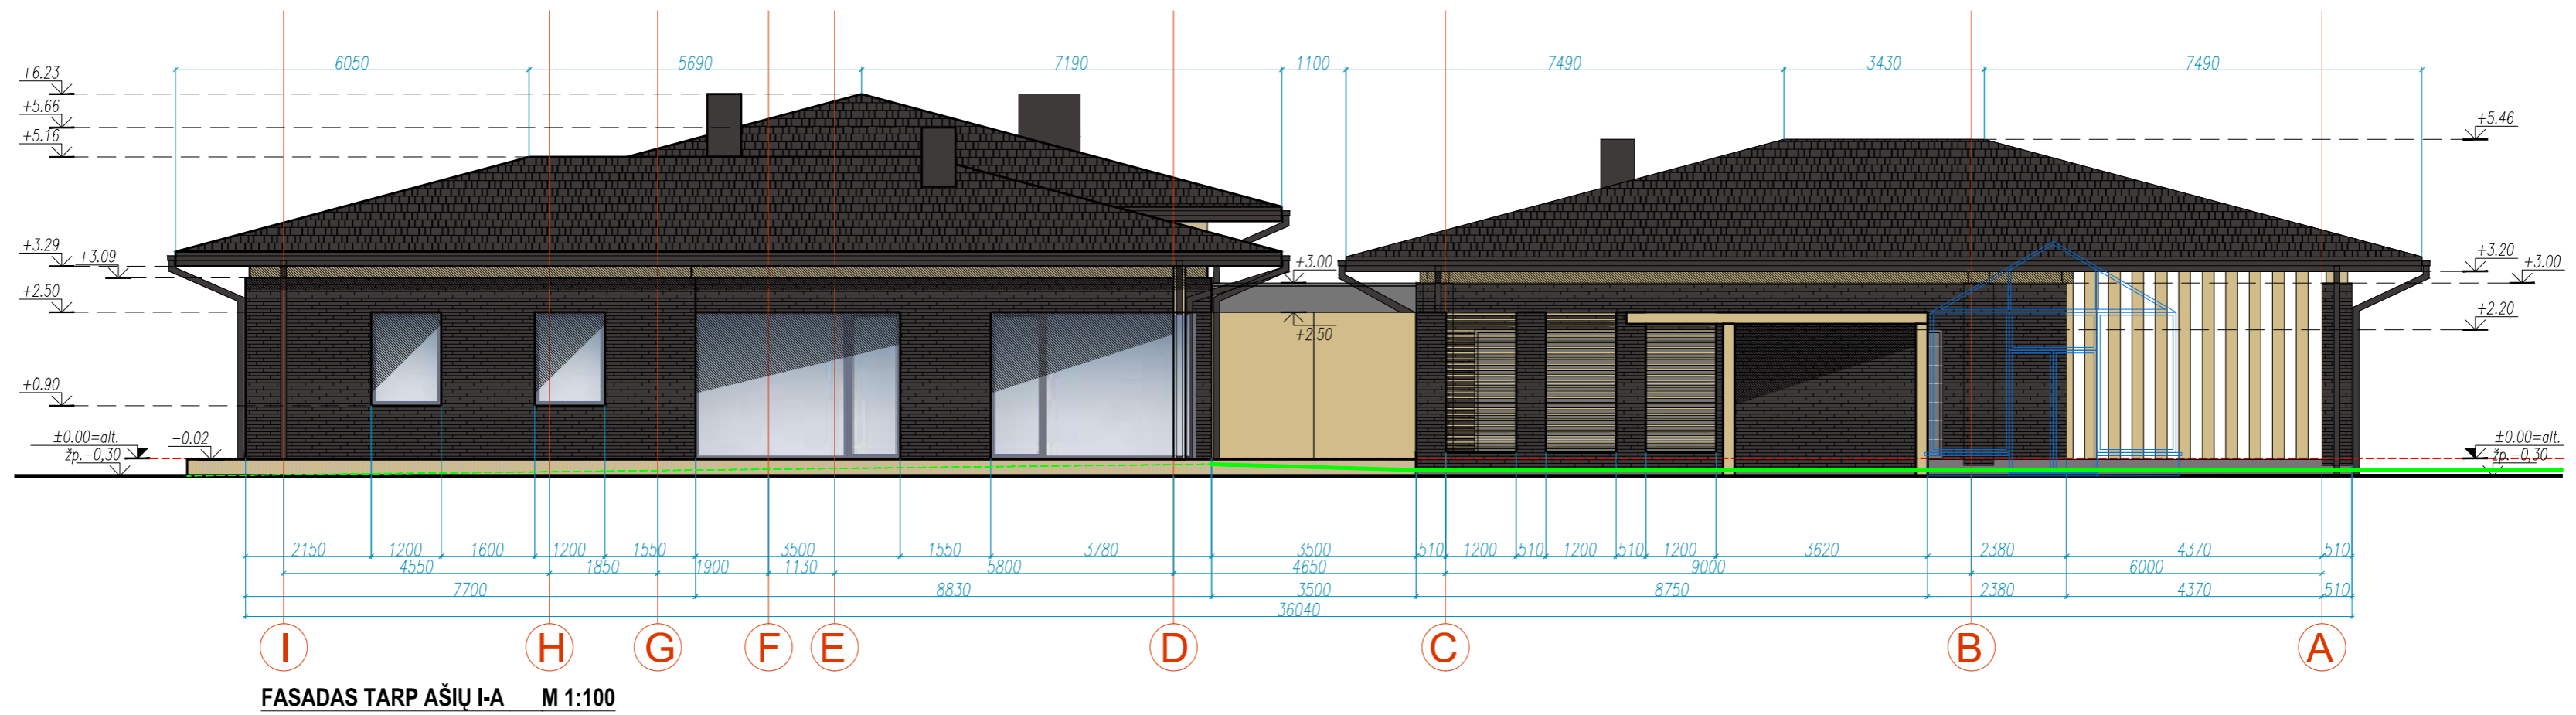 6050 5690 7190 1100 7490 3430 7490
+6.23
+5.66
+5.16
+5.46
+3.29
+3.09
+3.00
+3.20
+3.00
+2.50
+2.50
+2.20
+0.90
±0.00=alt.
žp.-0,30
-0.02
±0.00=alt.
žp.-0,30
2150 1200 1600 1200 1550 3500 1550 3780 3500 510 1200 510 1200 510 1200 3620 2380 4370 510
4550 1850 1900 1130 5800 4650 9000 6000
7700 8830 3500 8750 2380 4370 510
36040
I H G F E D C B A
FASADAS TARP AŠIŲ I-A M 1:100